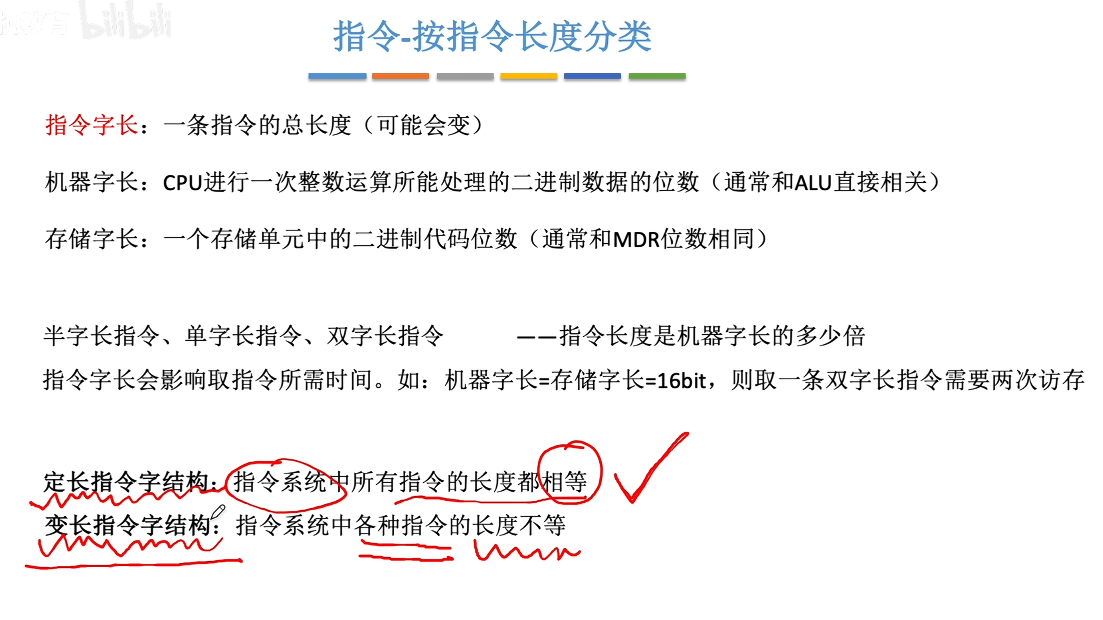 bilibili
指令-按指令长度分类
指令字长：一条指令的总长度（可能会变）
机器字长：CPU进行一次整数运算所能处理的二进制数据的位数（通常和ALU直接相关）
存储字长：一个存储单元中的二进制代码位数（通常和MDR位数相同）
半字长指令、单字长指令、双字长指令 ——指令长度是机器字长的多少倍
指令字长会影响取指令所需时间。如：机器字长=存储字长=16bit，则取一条双字长指令需要两次访存
定长指令字结构：指令系统中所有指令的长度都相等
变长指令字结构：指令系统中各种指令的长度不等